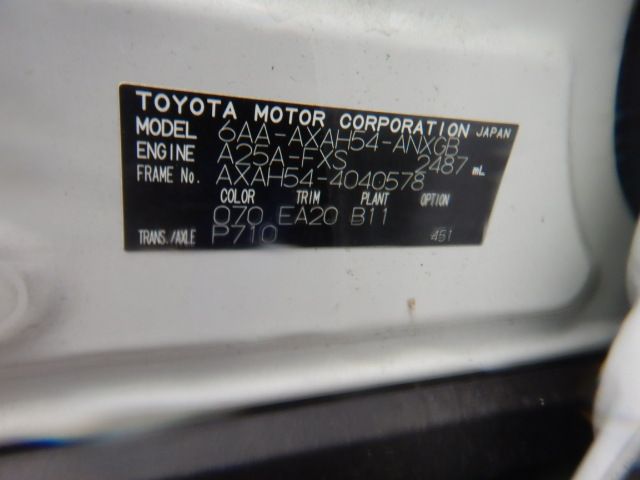 TOYOTA MOTOR CORPORATION JAPAN
MODEL 6AA-AXAH54-ANXGB
ENGINE A25A-FXS 2487 mL
FRAME No. AXAH54-4040578
COLOR TRIM PLANT OPTION
070 EA20 B11
TRANS./AXLE P710 451